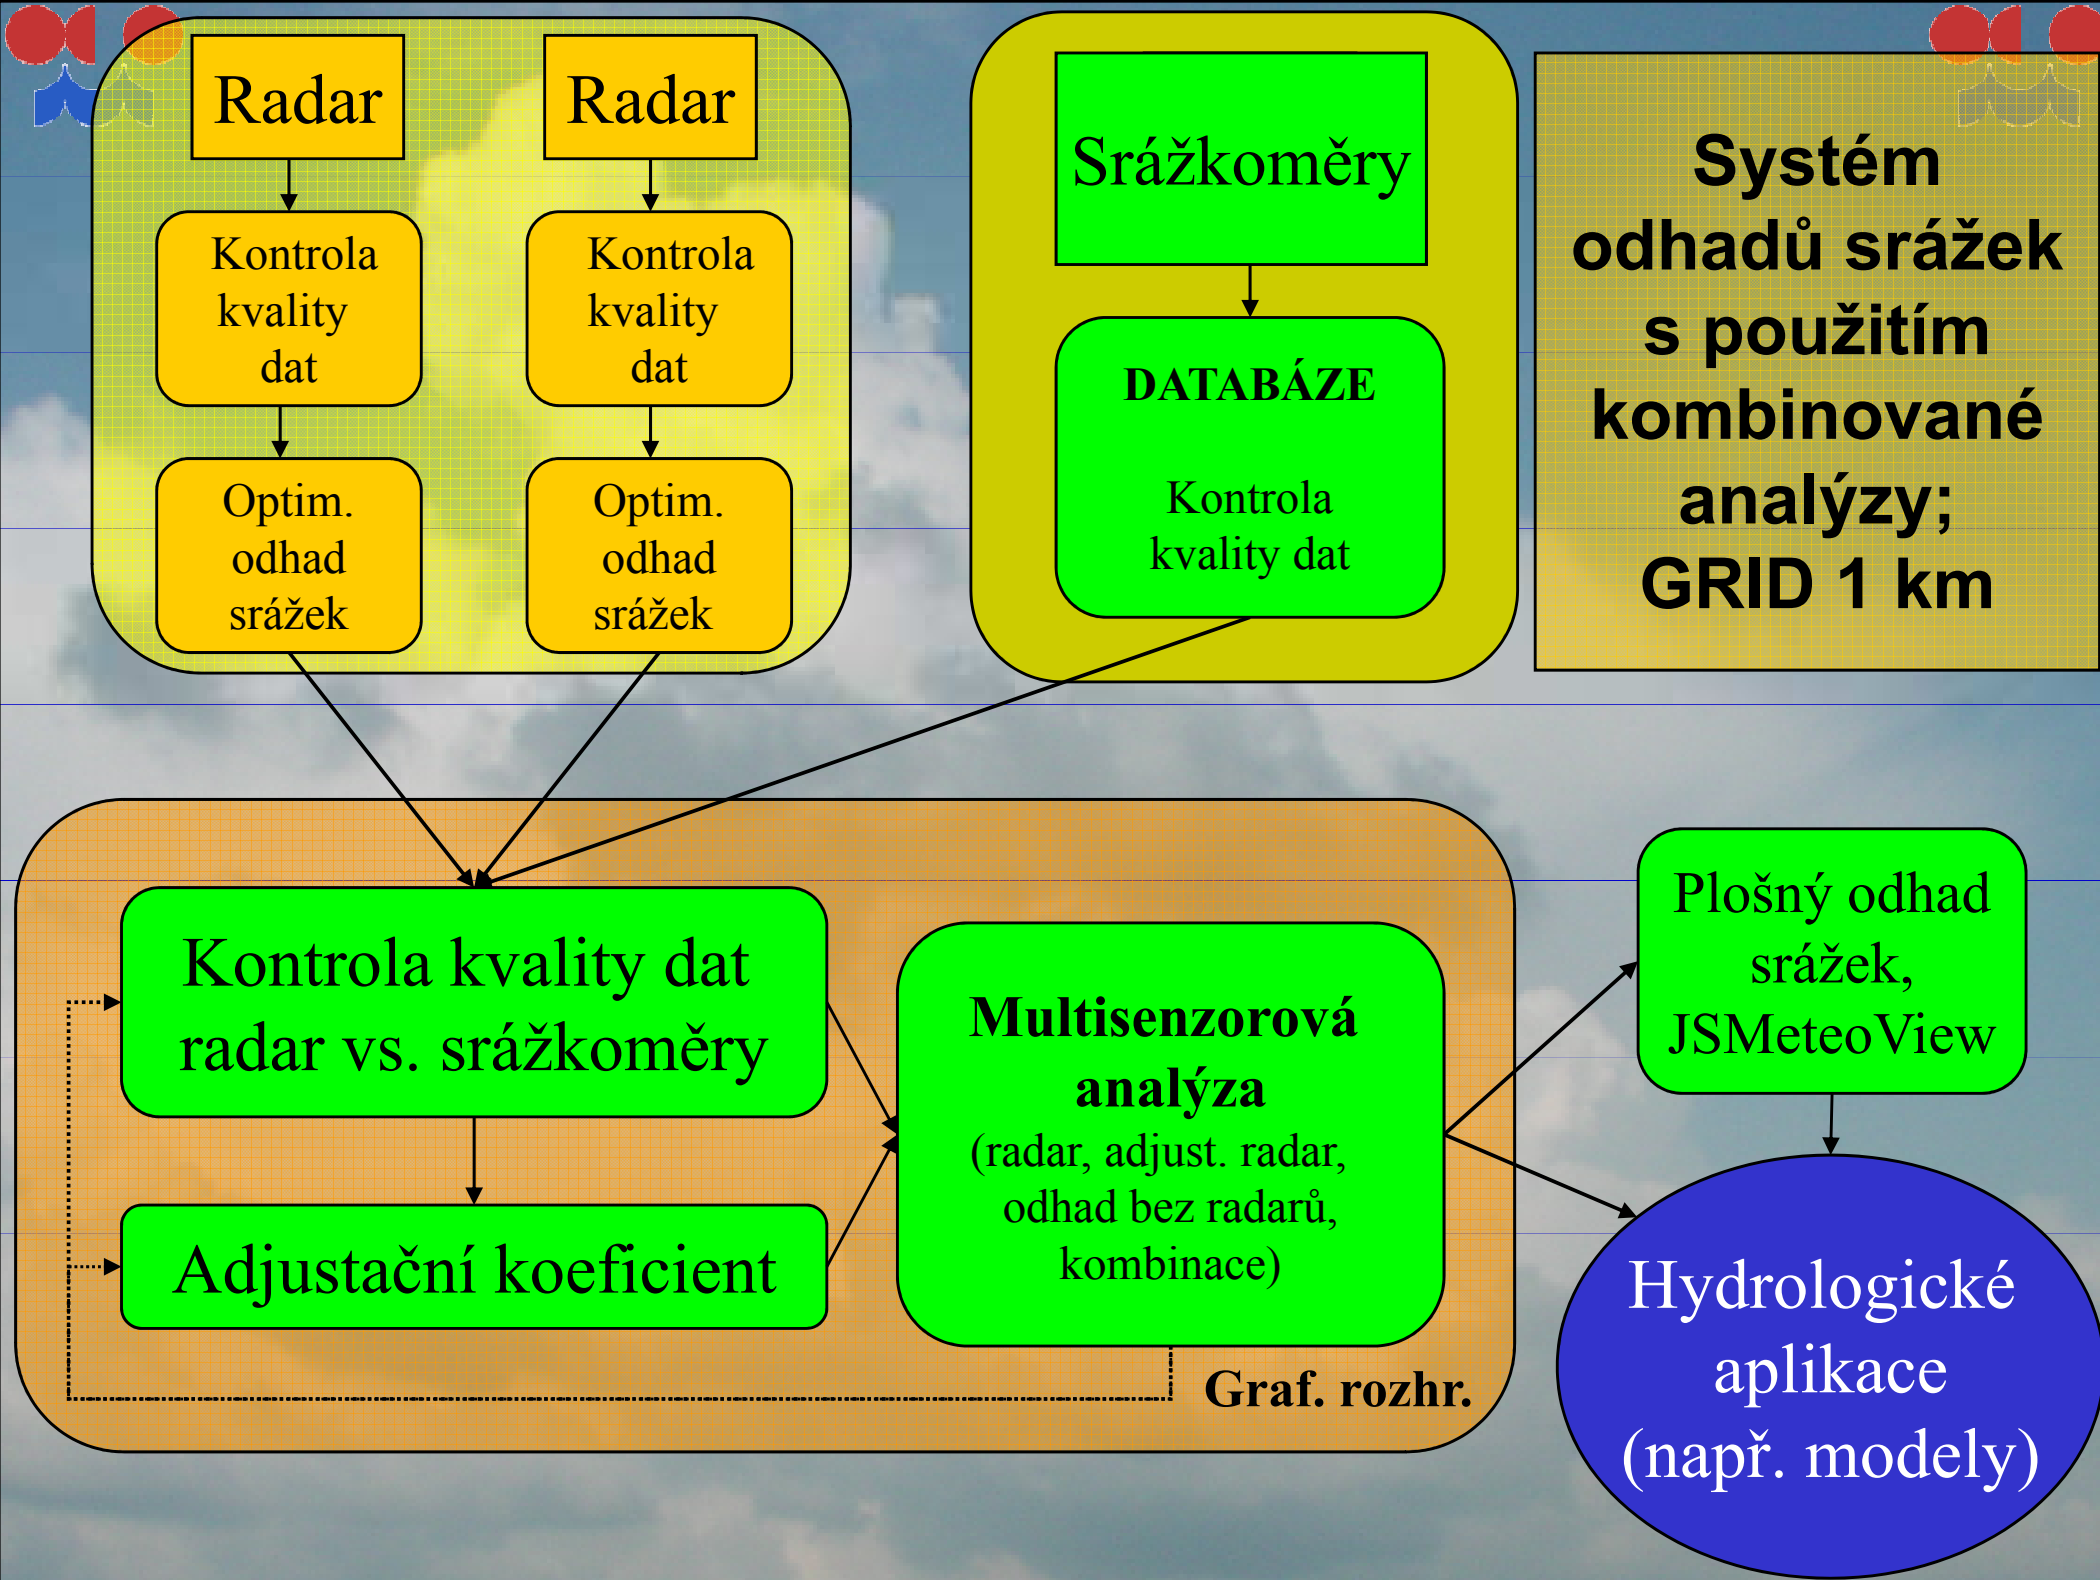 Radar
Kontrola
kvality
dat
Optim.
odhad
srážek
Radar
Kontrola
kvality
dat
Optim.
odhad
srážek
Srážkoměry
DATABÁZE
Kontrola
kvality dat
Systém
odhadů srážek
s použitím
kombinované
analýzy;
GRID 1 km
Kontrola kvality dat
radar vs. srážkoměry
Adjustační koeficient
Multisenzorová
analýza
(radar, adjust. radar,
odhad bez radarů,
kombinace)
Graf. rozhr.
Plošný odhad
srážek,
JSMeteoView
Hydrologické
aplikace
(např. modely)